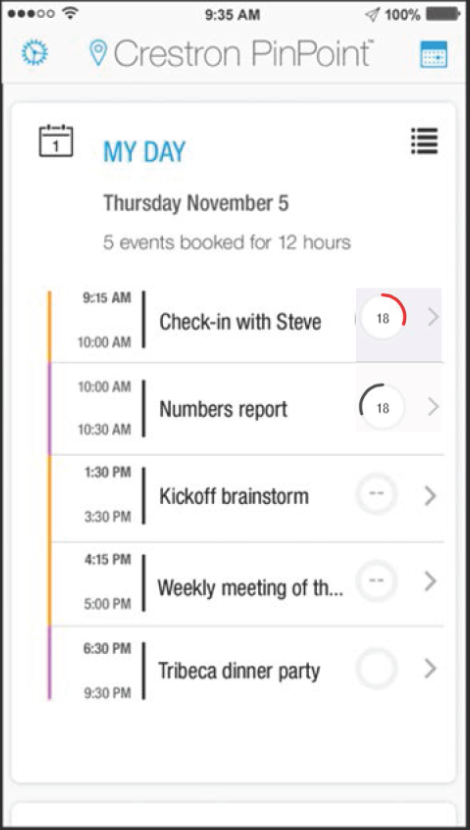 9:35 AM 100%
Crestron PinPoint™
1 MY DAY
Thursday November 5
5 events booked for 12 hours
9:15 AM
Check-in with Steve 18
10:00 AM
10:00 AM
Numbers report 18
10:30 AM
1:30 PM
Kickoff brainstorm --
3:30 PM
4:15 PM
Weekly meeting of th... --
5:00 PM
6:30 PM
Tribeca dinner party
9:30 PM